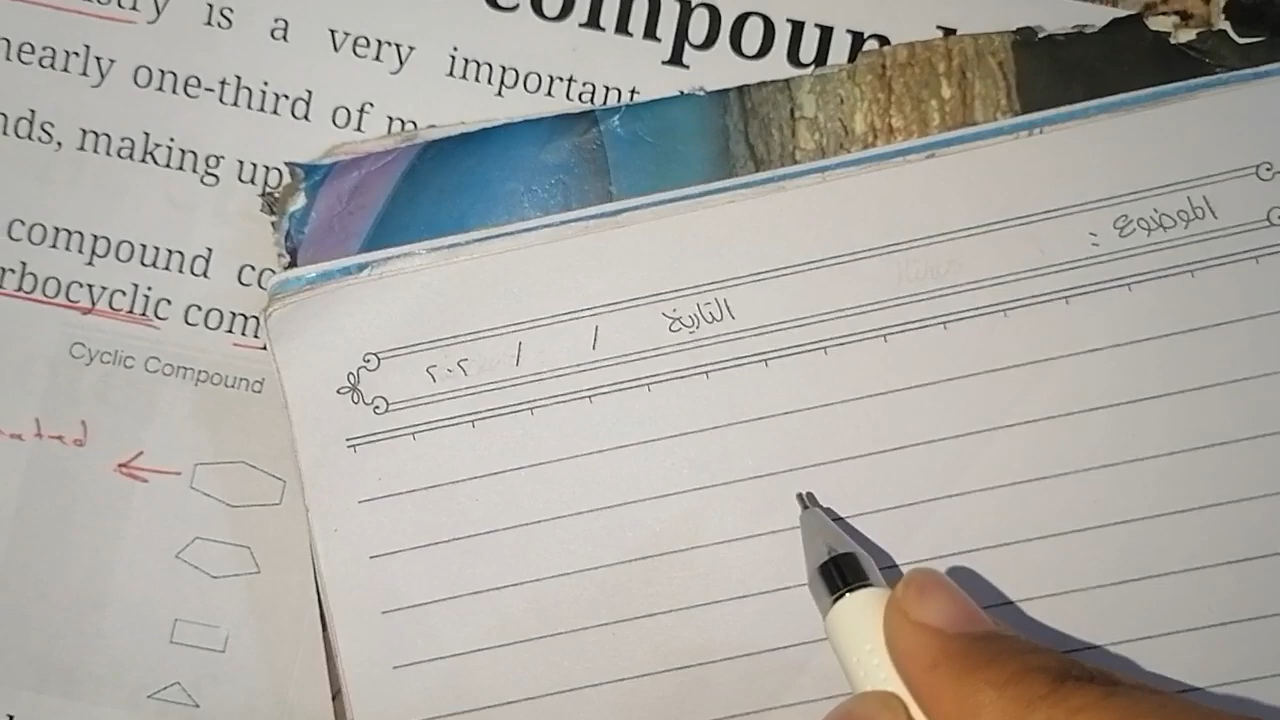 compoun
is a very important
nearly one-third of
nds, making up
compound co
rbocyclic com
Cyclic Compound
ated
الموضوع :
التاريخ / / ٢٠٢